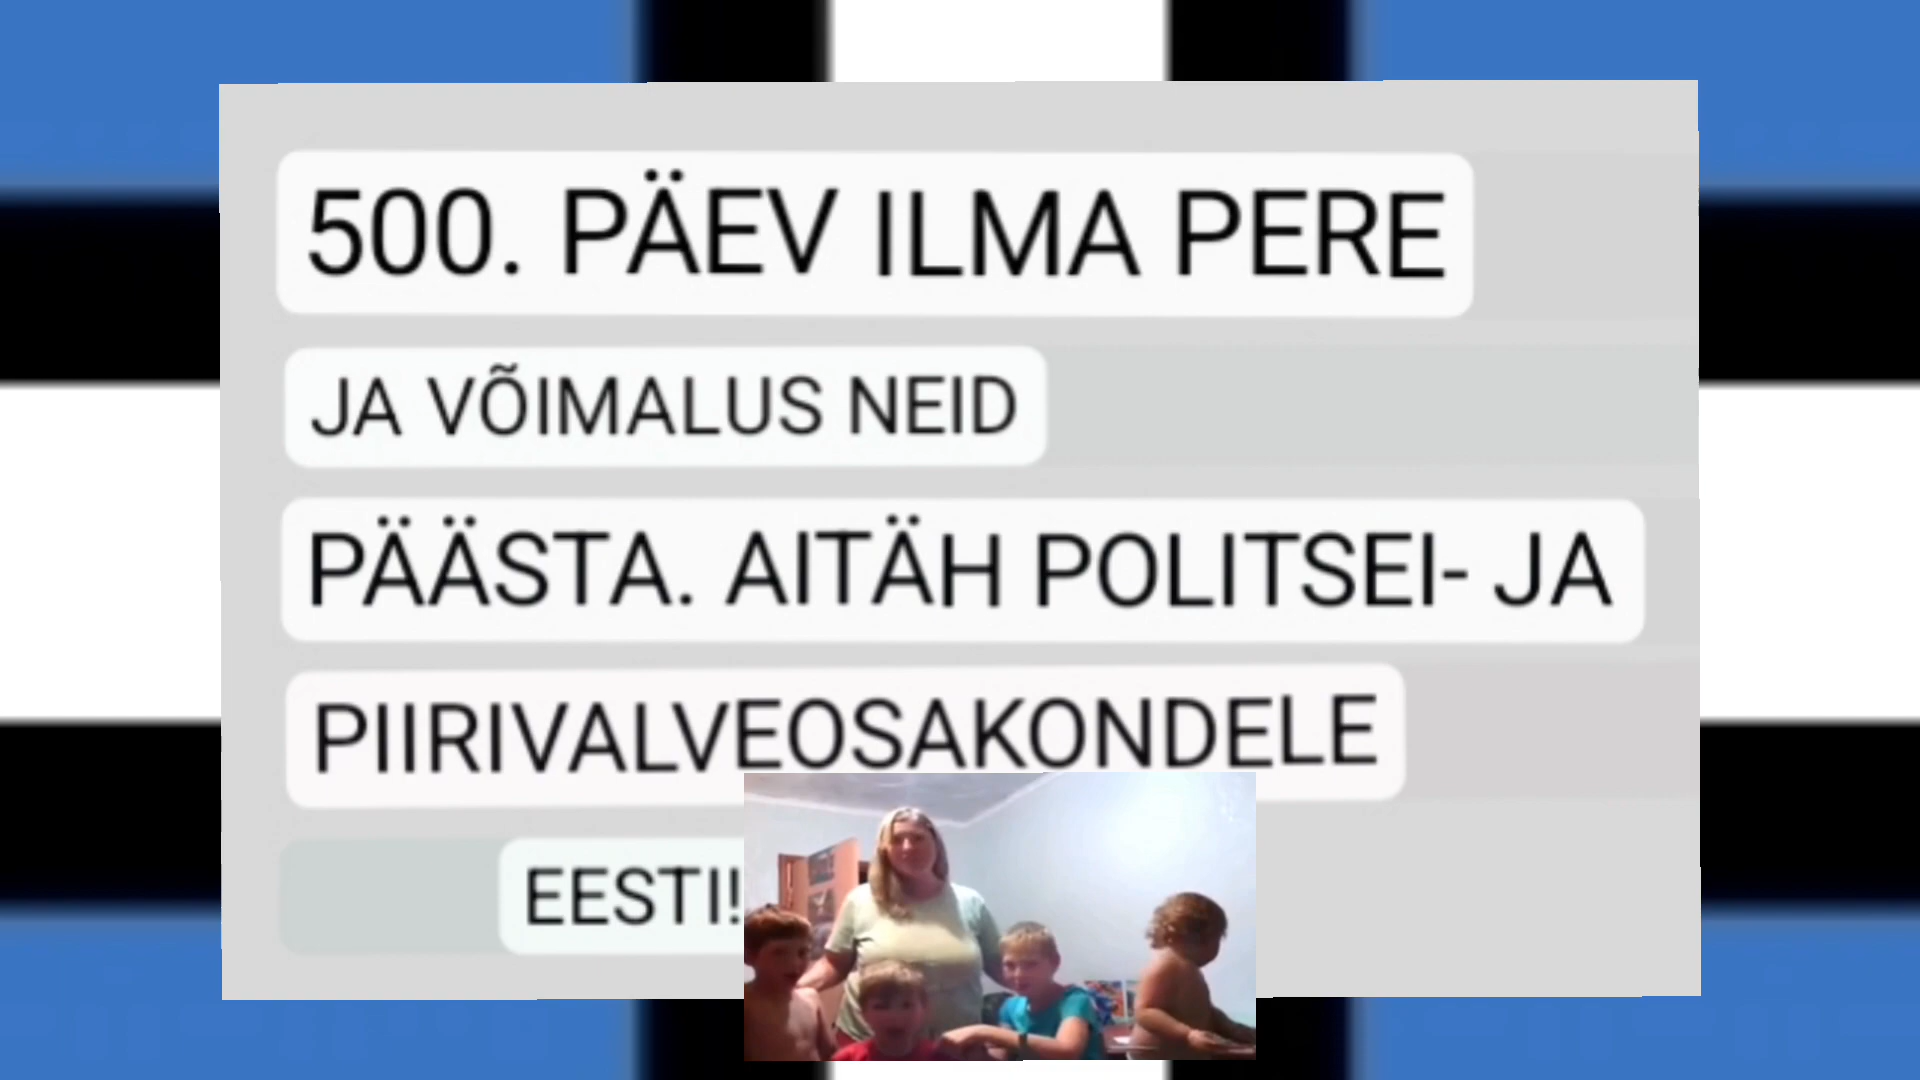 500. PÄEV ILMA PERE
JA VÕIMALUS NEID
PÄÄSTA. AITÄH POLITSEI- JA
PIIRIVALVEOSAKONDELE
EESTI!